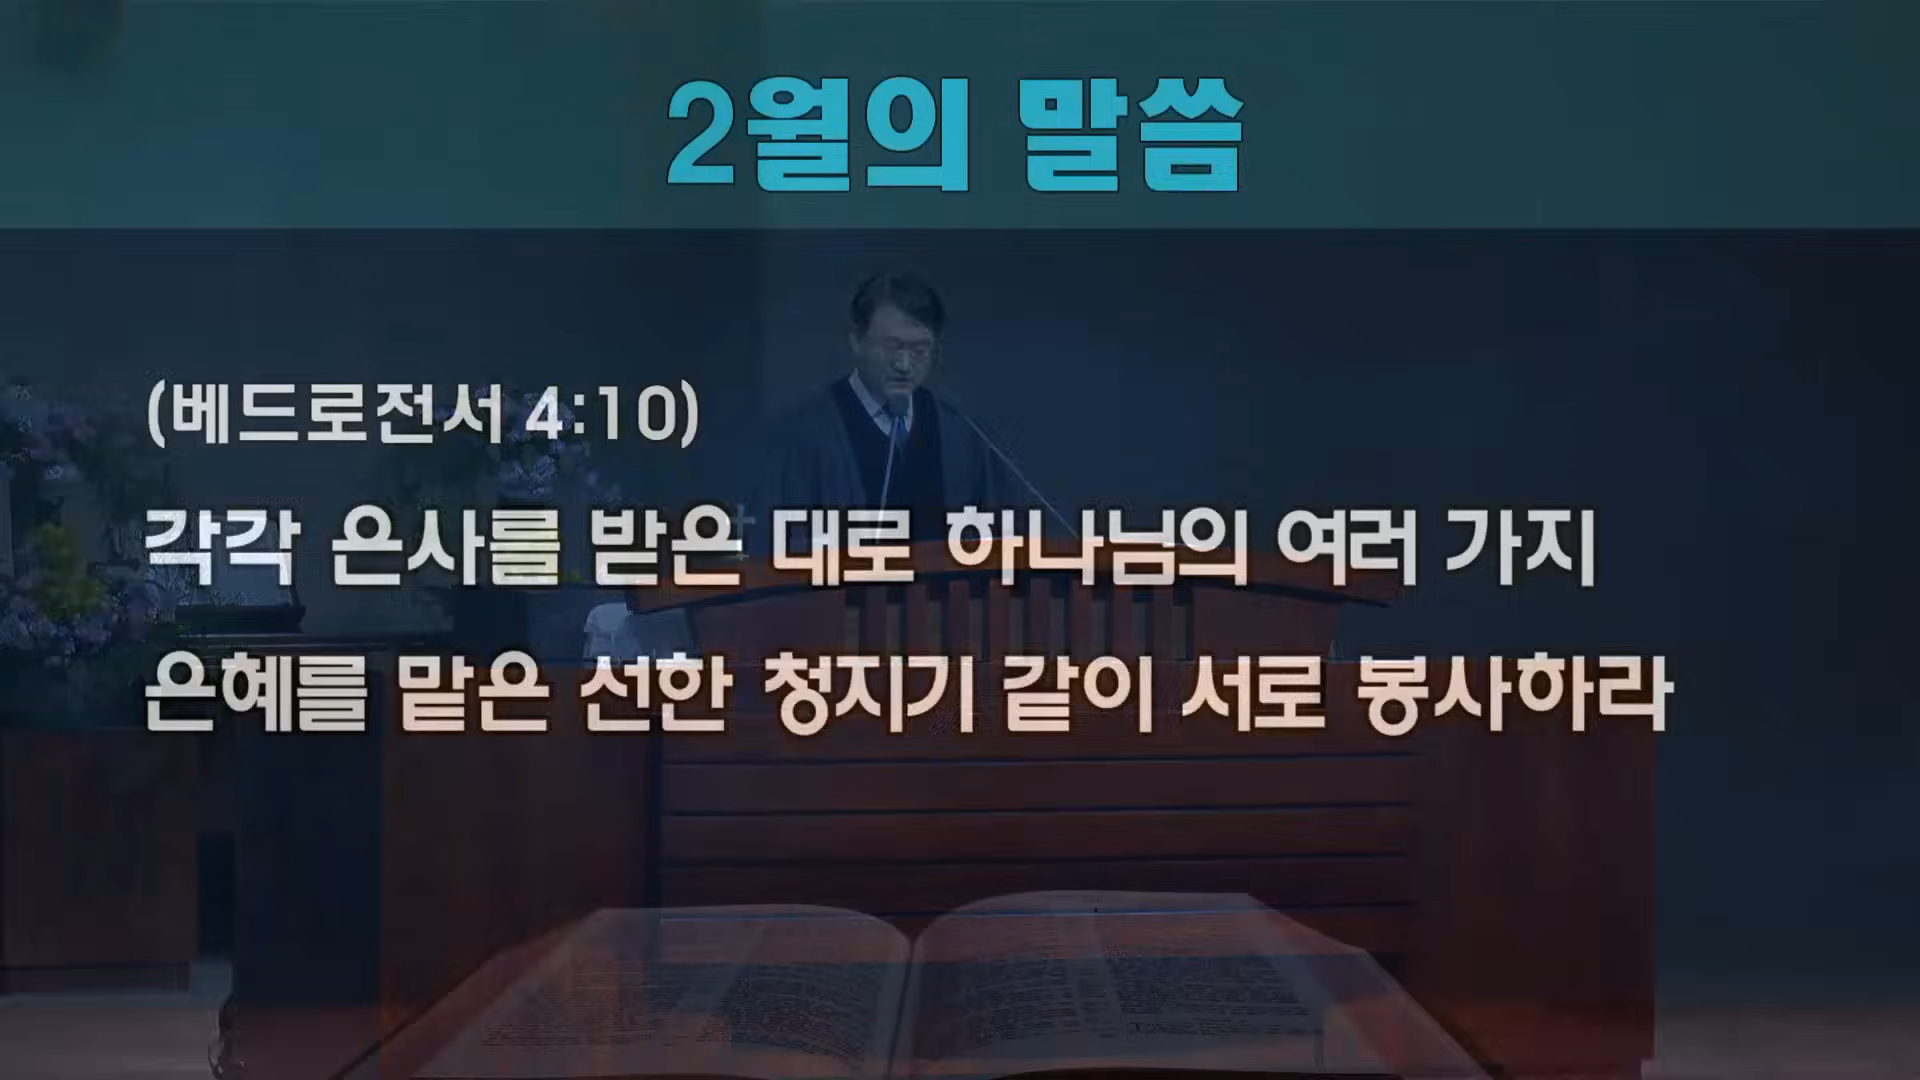 2월의 말씀
(베드로전서 4:10)
각각 은사를 받은 대로 하나님의 여러 가지
은혜를 맡은 선한 청지기 같이 서로 봉사하라